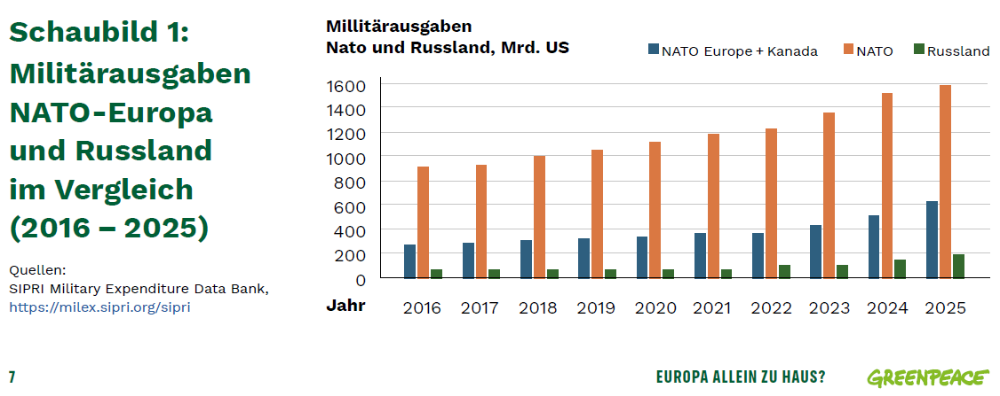 Schaubild 1:
Militärausgaben
NATO-Europa
und Russland
im Vergleich
(2016 – 2025)
Quellen:
SIPRI Military Expenditure Data Bank,
https://milex.sipri.org/sipri
Millitärausgaben
Nato und Russland, Mrd. US
NATO Europe + Kanada NATO Russland
1600
1400
1200
1000
800
600
400
200
0
Jahr 2016 2017 2018 2019 2020 2021 2022 2023 2024 2025
7 EUROPA ALLEIN ZU HAUS? GREENPEACE